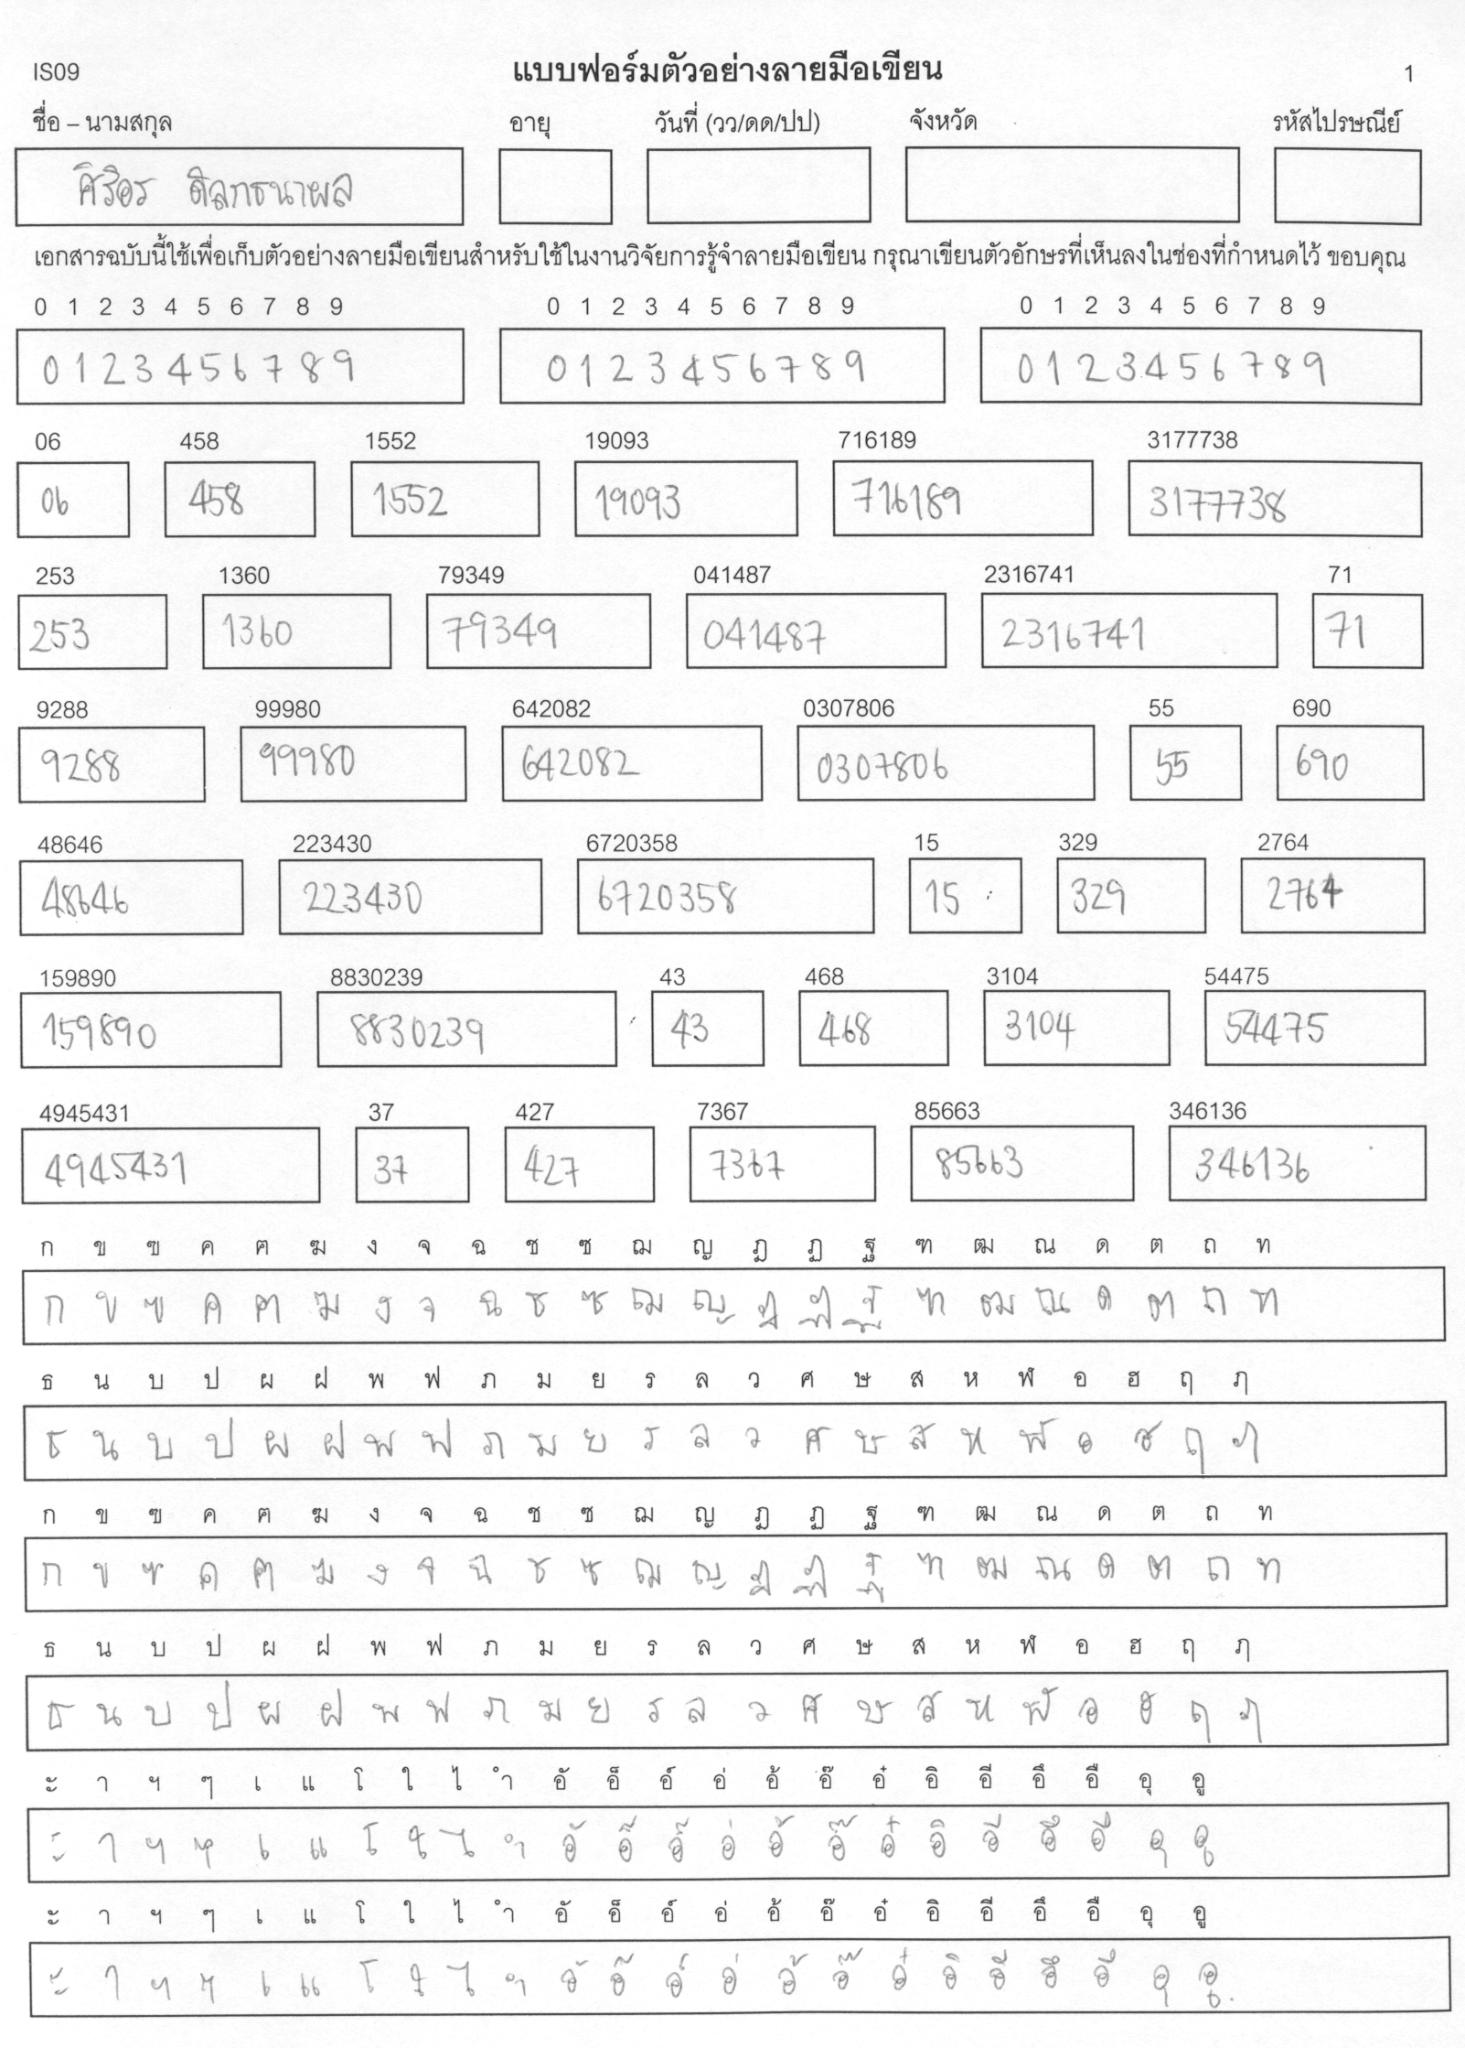 IS09 แบบฟอร์มตัวอย่างลายมือเขียน 1
ชื่อ – นามสกุล อายุ วันที่ (วว/ดด/ปป) จังหวัด รหัสไปรษณีย์
ศิริอร ดิลกธนาผล
เอกสารฉบับนี้ใช้เพื่อเก็บตัวอย่างลายมือเขียนสำหรับใช้ในงานวิจัยการรู้จำลายมือเขียน กรุณาเขียนตัวอักษรที่เห็นลงในช่องที่กำหนดไว้ ขอบคุณ
0 1 2 3 4 5 6 7 8 9 0 1 2 3 4 5 6 7 8 9 0 1 2 3 4 5 6 7 8 9
0 1 2 3 4 5 6 7 8 9 0 1 2 3 4 5 6 7 8 9 0 1 2 3 4 5 6 7 8 9
06 458 1552 19093 716189 3177738
06 458 1552 19093 716189 3177738
253 1360 79349 041487 2316741 71
253 1360 79349 041487 2316741 71
9288 99980 642082 0307806 55 690
9288 99980 642082 0307806 55 690
48646 223430 6720358 15 329 2764
48646 223430 6720358 15 329 2764
159890 8830239 43 468 3104 54475
159890 8830239 43 468 3104 54475
4945431 37 427 7367 85663 346136
4945431 37 427 7367 85663 346136
ก ข ฃ ค ฅ ฆ ง จ ฉ ช ซ ฌ ญ ฎ ฏ ฐ ฑ ฒ ณ ด ต ถ ท
ก ข ฃ ค ฅ ฆ ง จ ฉ ช ซ ฌ ญ ฎ ฏ ฐ ฑ ฒ ณ ด ต ถ ท
ธ น บ ป ผ ฝ พ ฟ ภ ม ย ร ล ว ศ ษ ส ห ฬ อ ฮ ฤ ฦ
ธ น บ ป ผ ฝ พ ฟ ภ ม ย ร ล ว ศ ษ ส ห ฬ อ ฮ ฤ ฦ
ก ข ฃ ค ฅ ฆ ง จ ฉ ช ซ ฌ ญ ฎ ฏ ฐ ฑ ฒ ณ ด ต ถ ท
ก ข ฃ ค ฅ ฆ ง จ ฉ ช ซ ฌ ญ ฎ ฏ ฐ ฑ ฒ ณ ด ต ถ ท
ธ น บ ป ผ ฝ พ ฟ ภ ม ย ร ล ว ศ ษ ส ห ฬ อ ฮ ฤ ฦ
ธ น บ ป ผ ฝ พ ฟ ภ ม ย ร ล ว ศ ษ ส ห ฬ อ ฮ ฤ ฦ
ะ า ฯ ๆ เ แ โ ใ ไ ำ อั อ็ อ์ อ่ อ้ อ๊ อ๋ อิ อี อึ อื อุ อู
ะ า ฯ ๆ เ แ โ ใ ไ ำ อั อ็ อ์ อ่ อ้ อ๊ อ๋ อิ อี อึ อื อุ อู
ะ า ฯ ๆ เ แ โ ใ ไ ำ อั อ็ อ์ อ่ อ้ อ๊ อ๋ อิ อี อึ อื อุ อู
ะ า ฯ ๆ เ แ โ ใ ไ ำ อั อ็ อ์ อ่ อ้ อ๊ อ๋ อิ อี อึ อื อุ อู